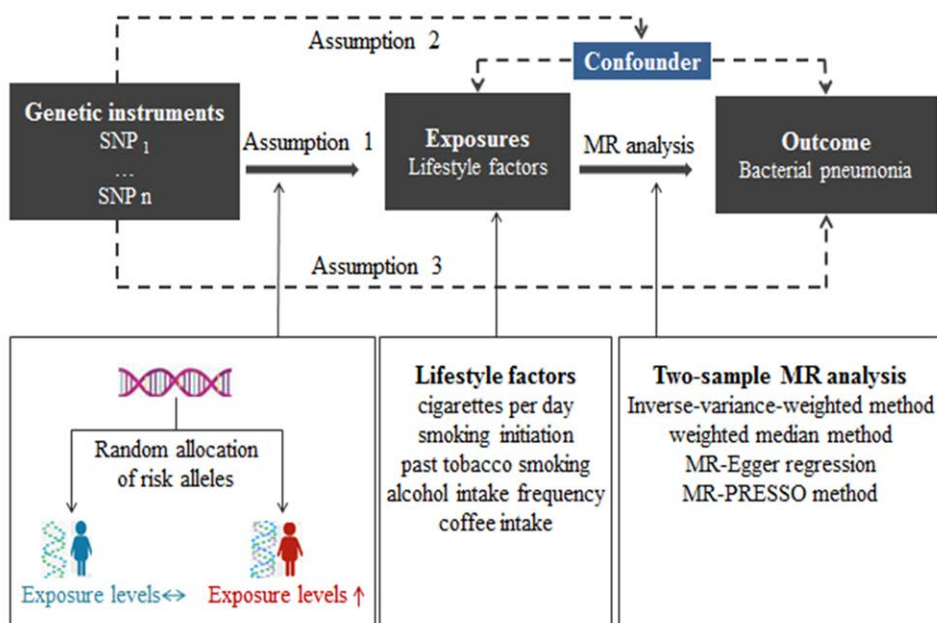 Assumption 2
Confounder
Genetic instruments
SNP 1
...
SNP n
Assumption 1
Exposures
Lifestyle factors
MR analysis
Outcome
Bacterial pneumonia
Assumption 3
Random allocation
of risk alleles
Exposure levels↔
Exposure levels ↑
Lifestyle factors
cigarettes per day
smoking initiation
past tobacco smoking
alcohol intake frequency
coffee intake
Two-sample MR analysis
Inverse-variance-weighted method
weighted median method
MR-Egger regression
MR-PRESSO method